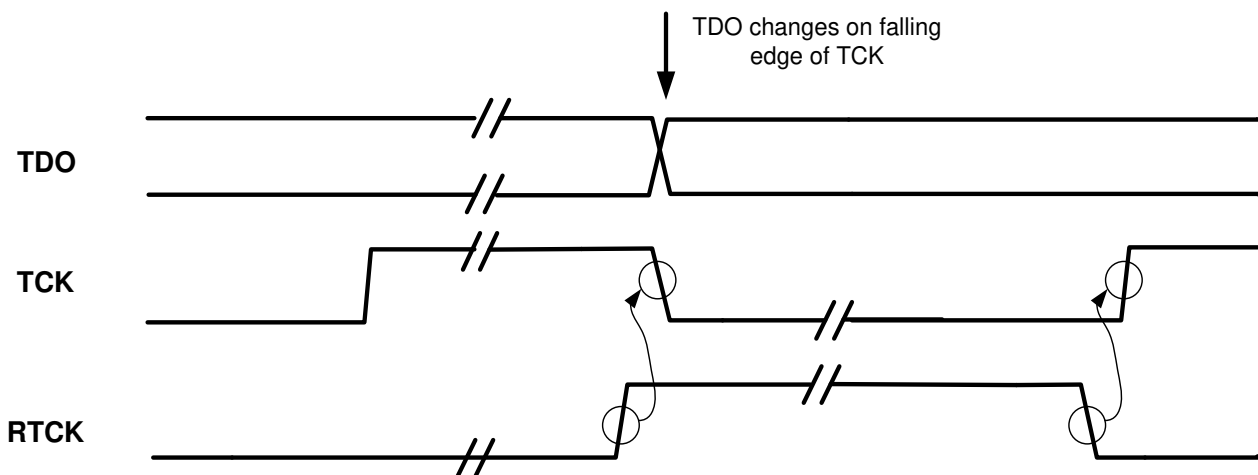 TDO changes on falling
edge of TCK
TDO
TCK
RTCK